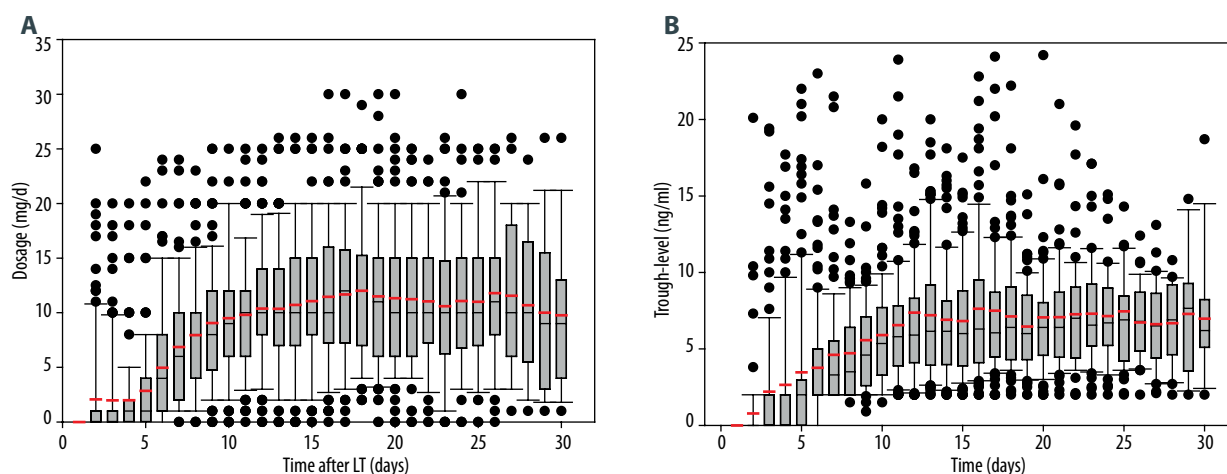 A
35
30
25
20
15
10
5
0
Dosage (mg/d)
0 5 10 15 20 25 30
Time after LT (days)
B
25
20
15
10
5
0
Trough-level (ng/ml)
0 5 10 15 20 25 30
Time (days)